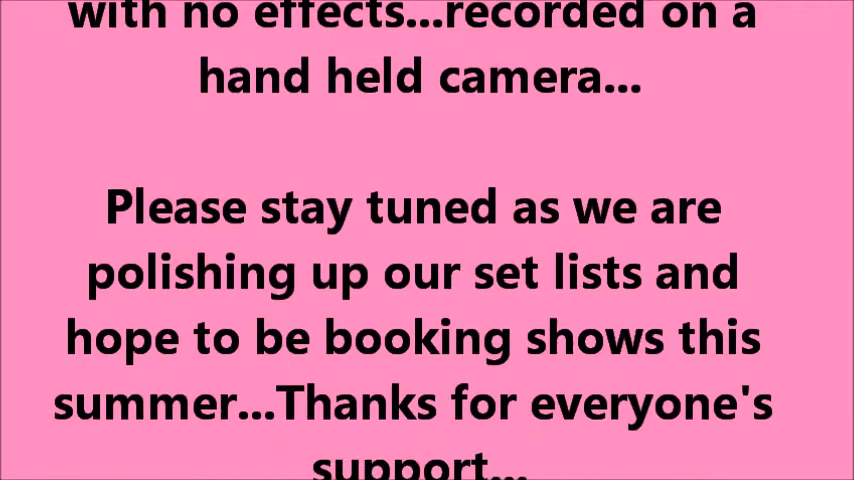 with no effects...recorded on a
hand held camera...
Please stay tuned as we are
polishing up our set lists and
hope to be booking shows this
summer...Thanks for everyone's
support...